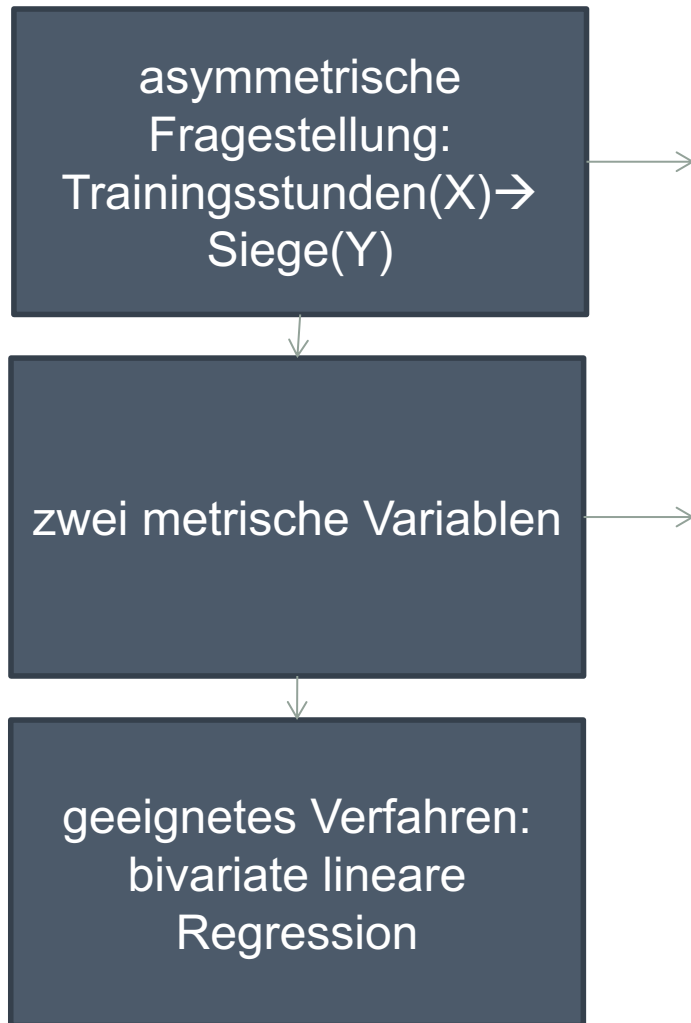 asymmetrische
Fragestellung:
Trainingsstunden(X)→
Siege(Y)
zwei metrische Variablen
geeignetes Verfahren:
bivariate lineare
Regression